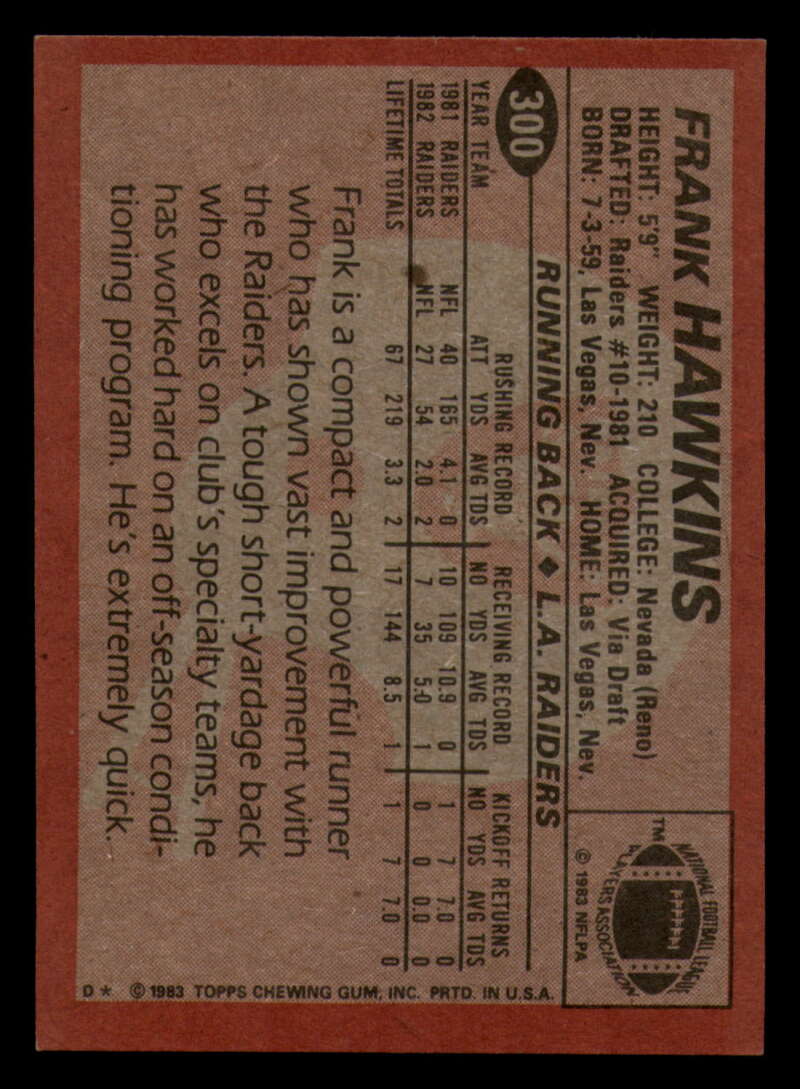 FRANK HAWKINS
HEIGHT: 5'9" WEIGHT: 210 COLLEGE: Nevada (Reno)
DRAFTED: Raiders #10-1981 ACQUIRED: Via Draft
BORN: 7-3-59, Las Vegas, Nev. HOME: Las Vegas, Nev.
TM
NATIONAL FOOTBALL LEAGUE
PLAYERS ASSOCIATION
© 1983 NFLPA
300
RUNNING BACK ◆ L.A. RAIDERS
RUSHING RECORD RECEIVING RECORD KICKOFF RETURNS
YEAR TEAM ATT YDS AVG TDS NO YDS AVG TDS NO YDS AVG TDS
1981 RAIDERS NFL 40 165 4.1 0 10 109 10.9 0 1 7 7.0 0
1982 RAIDERS NFL 27 54 2.0 2 7 35 5.0 1 0 0 0.0 0
LIFETIME TOTALS 67 219 3.3 2 17 144 8.5 1 1 7 7.0 0
Frank is a compact and powerful runner
who has shown vast improvement with
the Raiders. A tough short-yardage back
who excels on club's specialty teams, he
has worked hard on an off-season condi-
tioning program. He's extremely quick.
D * © 1983 TOPPS CHEWING GUM, INC. PRTD. IN U.S.A.